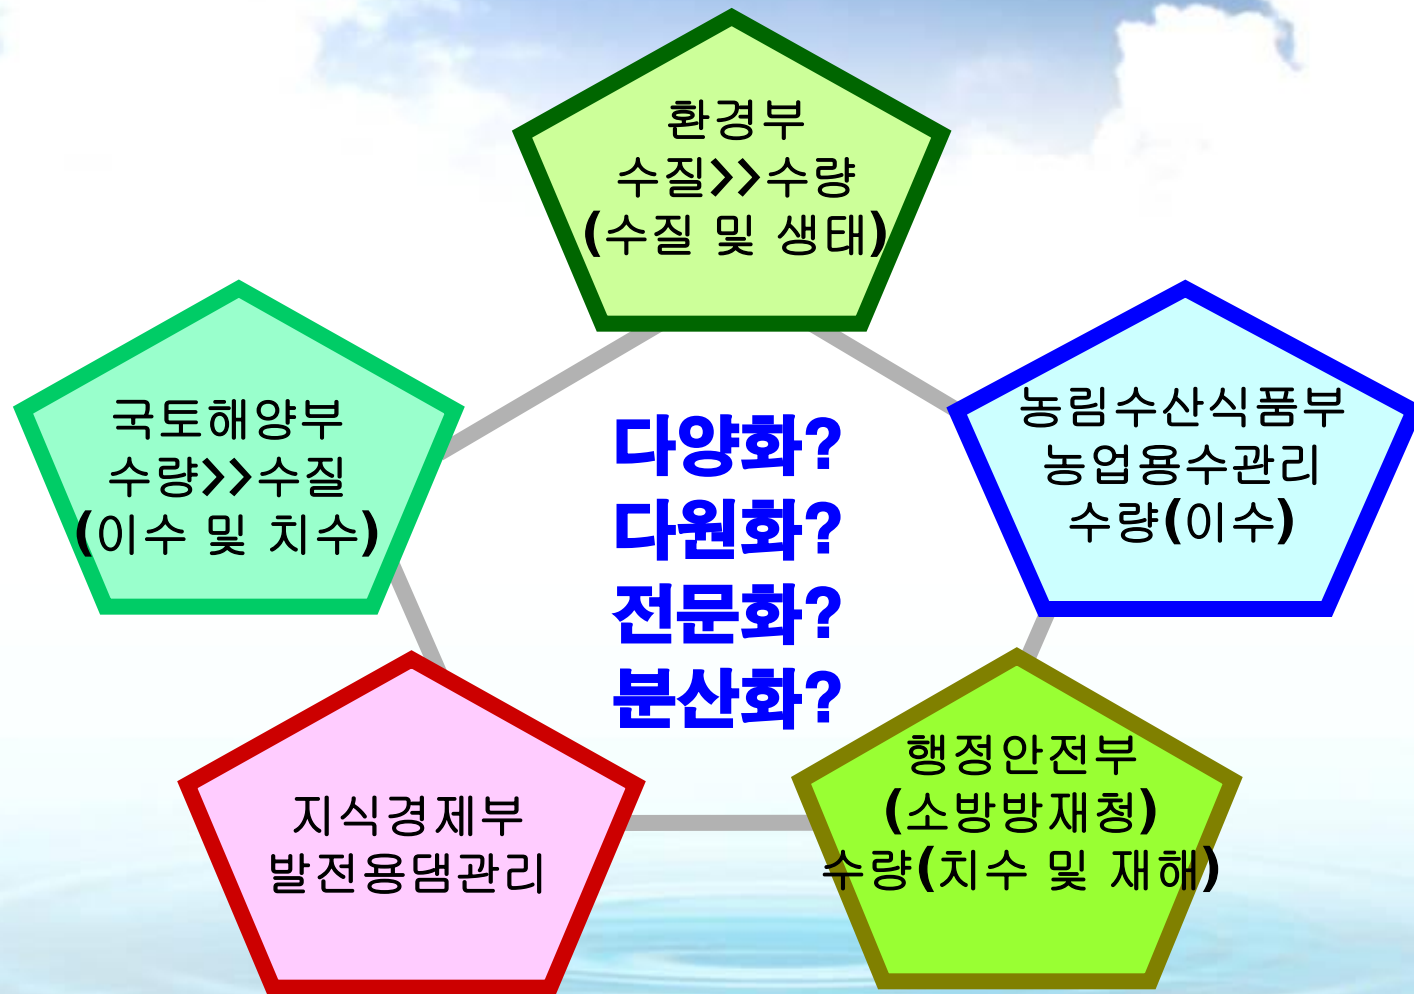 환경부
수질>>수량
(수질 및 생태)
국토해양부
수량>>수질
(이수 및 치수)
농림수산식품부
농업용수관리
수량(이수)
다양화?
다원화?
전문화?
분산화?
지식경제부
발전용댐관리
행정안전부
(소방방재청)
수량(치수 및 재해)